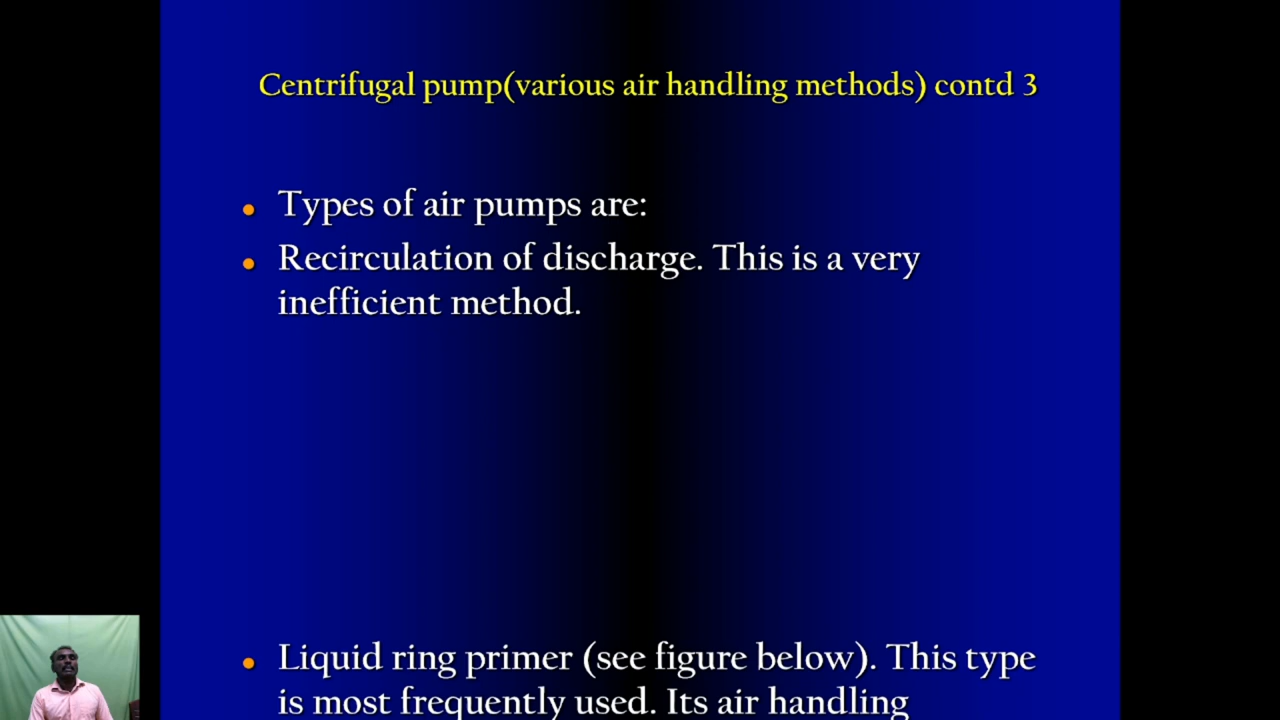 Centrifugal pump(various air handling methods) contd 3
Types of air pumps are:
Recirculation of discharge. This is a very
inefficient method.
Liquid ring primer (see figure below). This type
is most frequently used. Its air handling